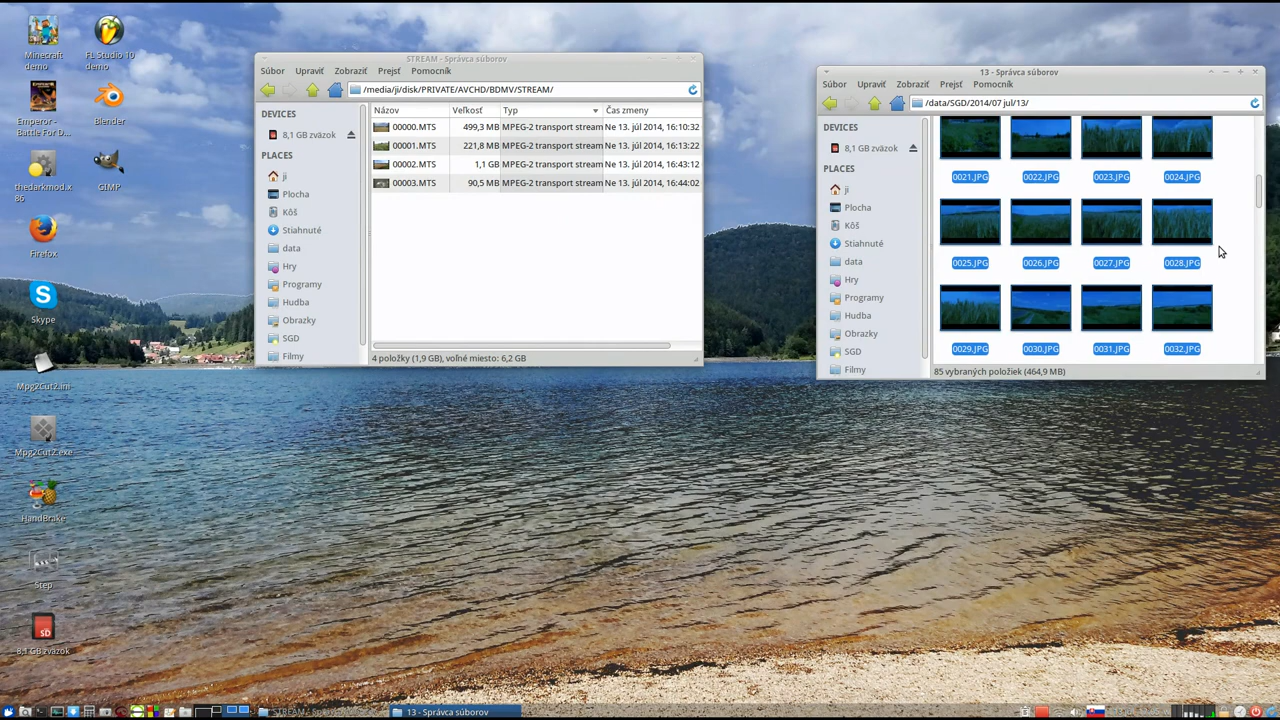 Minecraft
demo
FL Studio 10
demo
Emperor -
Battle For D...
Blender
thedarkmod.x
86
GIMP
Firefox
Skype
Mpg2Cut2.ini
Mpg2Cut2.exe
HandBrake
Step
8,1 GB zväzok
STREAM - Správca súborov
Súbor Upraviť Zobraziť Prejsť Pomocník
/media/ji/disk/PRIVATE/AVCHD/BDMV/STREAM/
DEVICES
8,1 GB zväzok
PLACES
ji
Plocha
Kôš
Stiahnuté
data
Hry
Programy
Hudba
Obrazky
SGD
Filmy
Názov Veľkosť Typ Čas zmeny
00000.MTS 499,3 MB MPEG-2 transport stream Ne 13. júl 2014, 16:10:32
00001.MTS 221,8 MB MPEG-2 transport stream Ne 13. júl 2014, 16:13:22
00002.MTS 1,1 GB MPEG-2 transport stream Ne 13. júl 2014, 16:43:12
00003.MTS 90,5 MB MPEG-2 transport stream Ne 13. júl 2014, 16:44:02
4 položky (1,9 GB), voľné miesto: 6,2 GB
13 - Správca súborov
Súbor Upraviť Zobraziť Prejsť Pomocník
/data/SGD/2014/07 jul/13/
DEVICES
8,1 GB zväzok
PLACES
ji
Plocha
Kôš
Stiahnuté
data
Hry
Programy
Hudba
Obrazky
SGD
Filmy
0021.JPG 0022.JPG 0023.JPG 0024.JPG
0025.JPG 0026.JPG 0027.JPG 0028.JPG
0029.JPG 0030.JPG 0031.JPG 0032.JPG
85 vybraných položiek (464,9 MB)
13 - Správca súborov